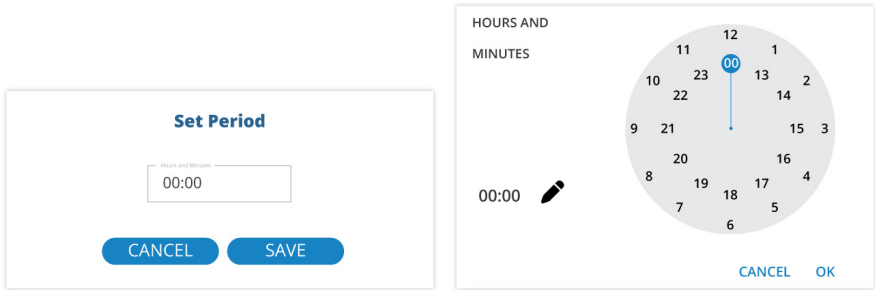 Set Period
Hours and Minutes
00:00
CANCEL SAVE
HOURS AND
MINUTES
00:00
12
11 1
00
23 13
10 2
22 14
9 21 15 3
20 16
8 4
19 17
18
7 5
6
CANCEL OK